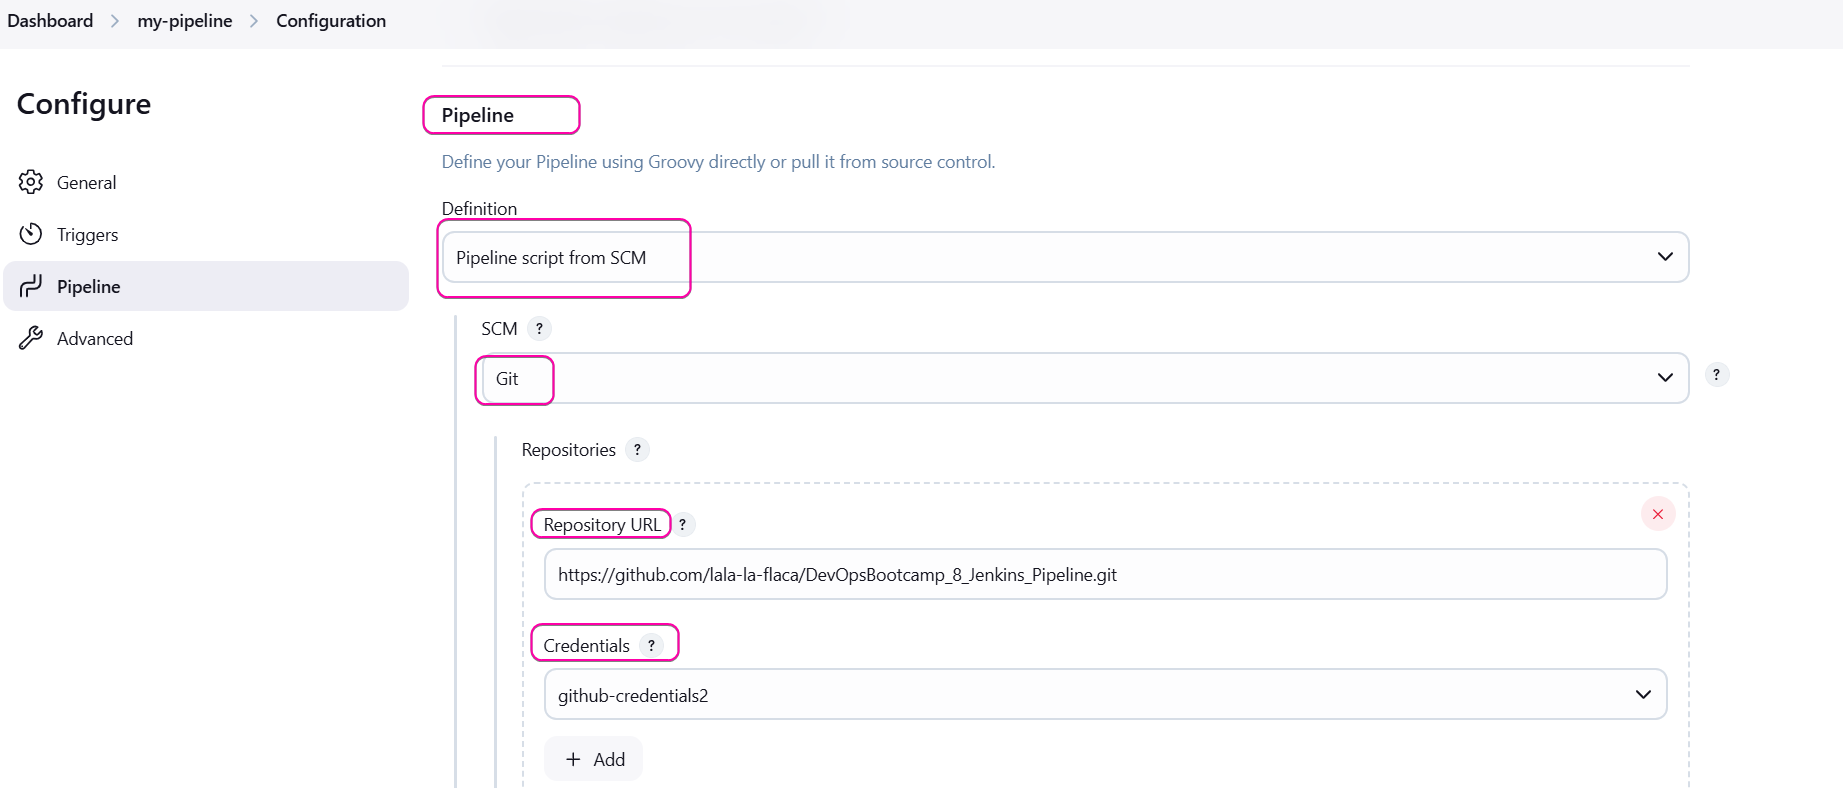 Dashboard > my-pipeline > Configuration
Configure
General
Triggers
Pipeline
Advanced
Pipeline
Define your Pipeline using Groovy directly or pull it from source control.
Definition
Pipeline script from SCM
SCM ?
Git
?
Repositories ?
Repository URL ?
https://github.com/lala-la-flaca/DevOpsBootcamp_8_Jenkins_Pipeline.git
Credentials ?
github-credentials2
+ Add